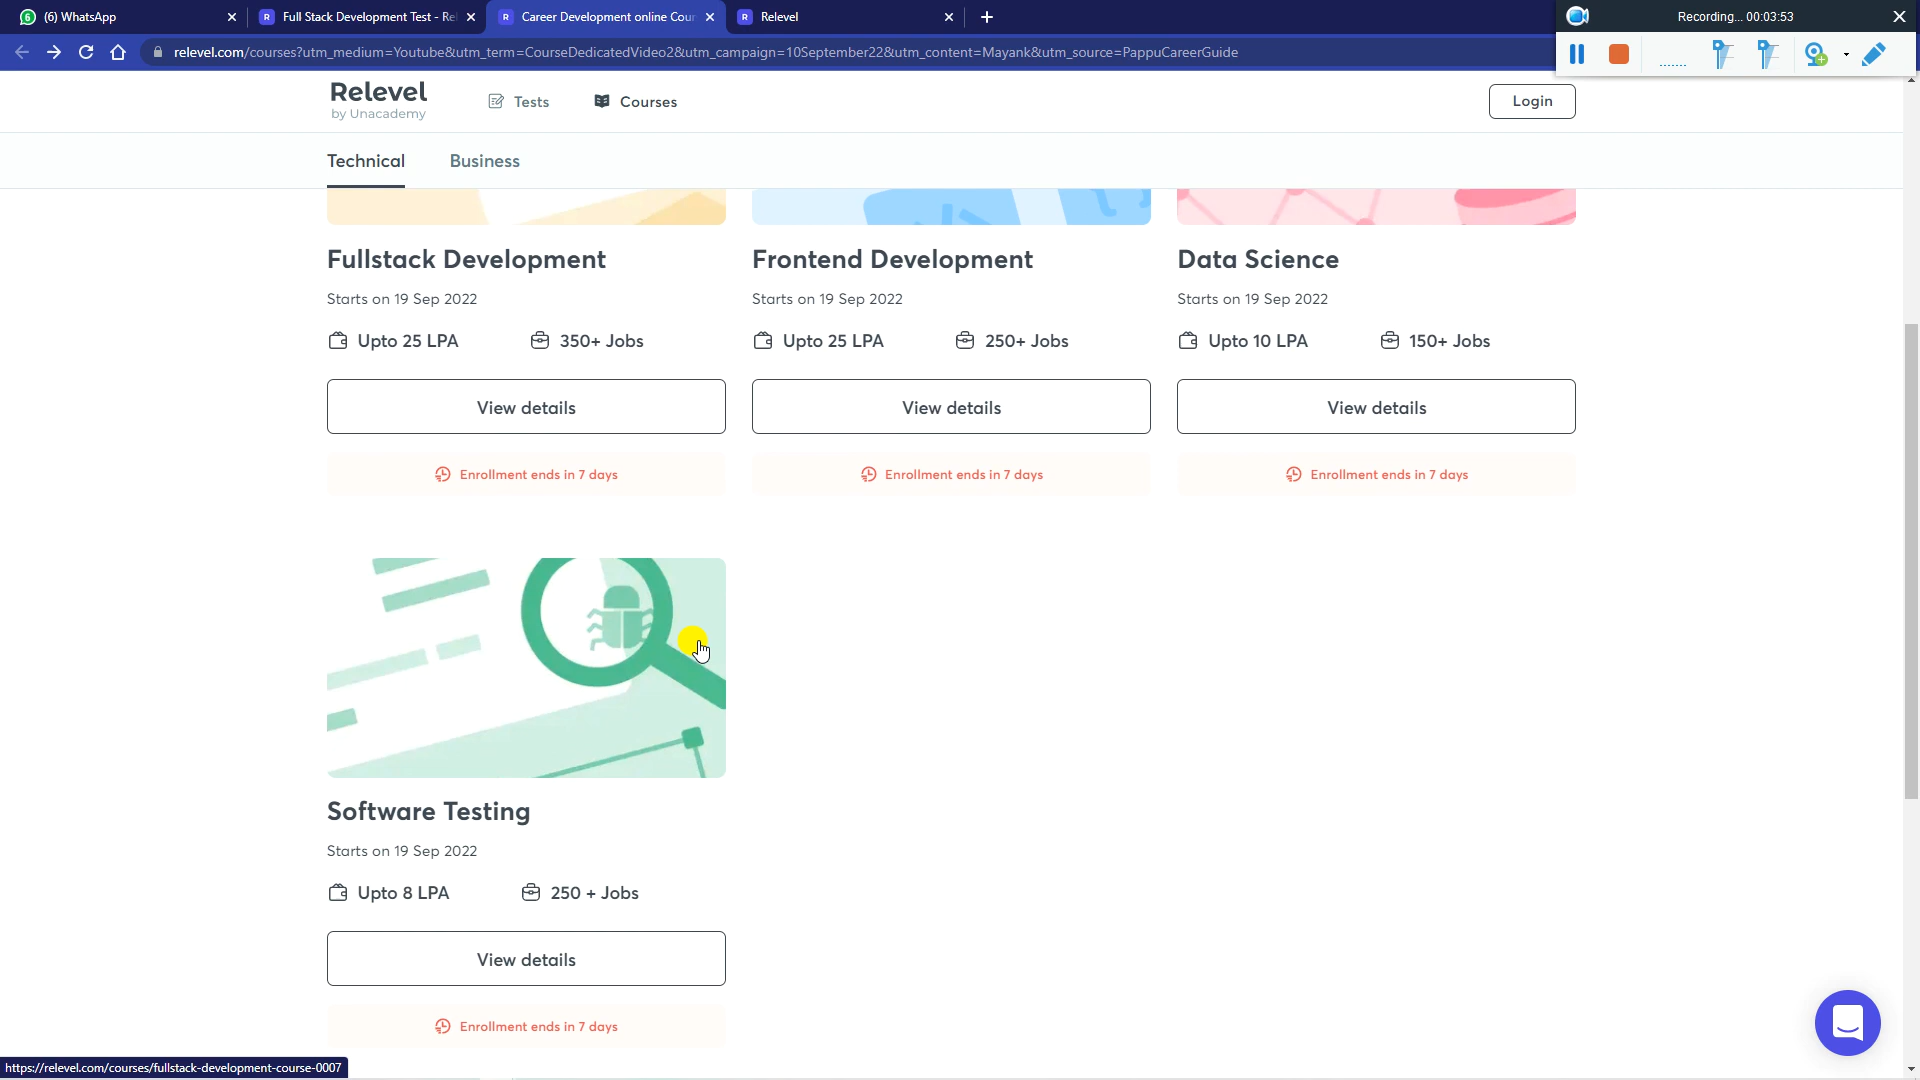 (6) WhatsApp
Full Stack Development Test - Re
Career Development online Cour
Relevel
Recording... 00:03:53
relevel.com/courses?utm_medium=Youtube&utm_term=CourseDedicatedVideo2&utm_campaign=10September22&utm_content=Mayank&utm_source=PappuCareerGuide
Relevel
by Unacademy
Tests
Courses
Login
Technical
Business
Fullstack Development
Frontend Development
Data Science
Starts on 19 Sep 2022
Starts on 19 Sep 2022
Starts on 19 Sep 2022
Upto 25 LPA
350+ Jobs
Upto 25 LPA
250+ Jobs
Upto 10 LPA
150+ Jobs
View details
View details
View details
Enrollment ends in 7 days
Enrollment ends in 7 days
Enrollment ends in 7 days
Software Testing
Starts on 19 Sep 2022
Upto 8 LPA
250 + Jobs
View details
Enrollment ends in 7 days
https://relevel.com/courses/fullstack-development-course-0007